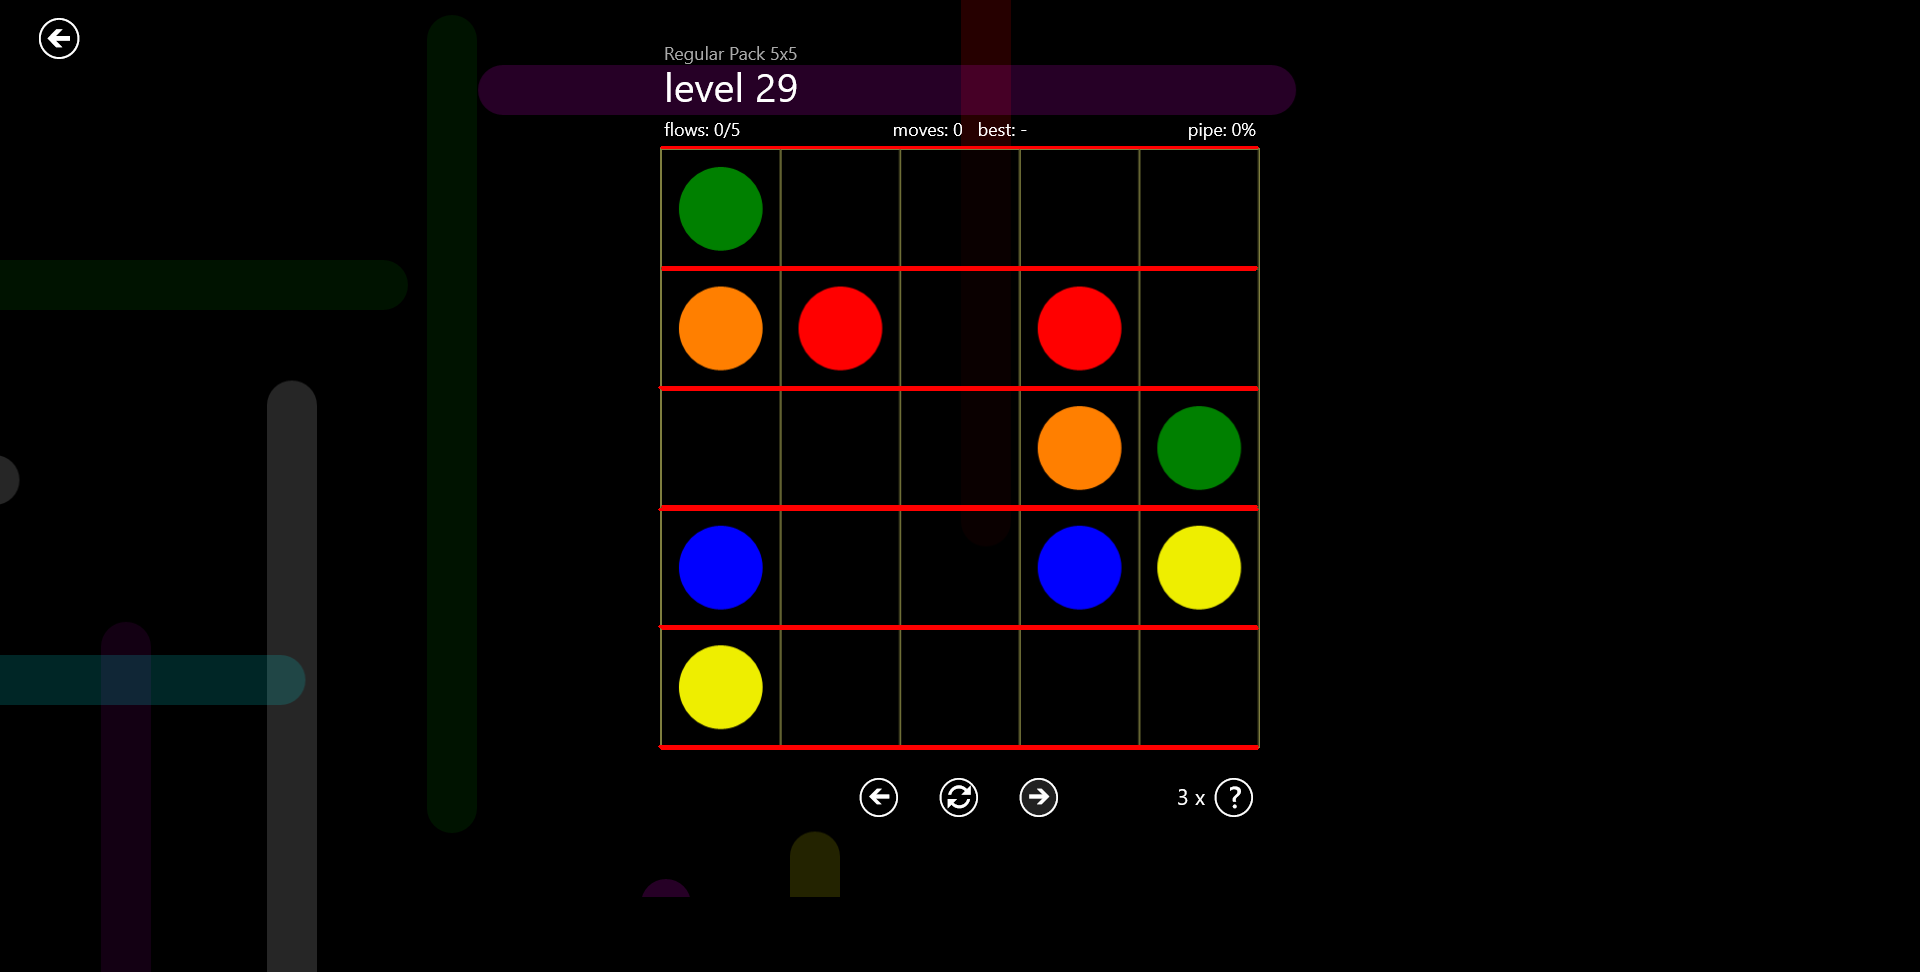 Regular Pack 5x5
level 29
flows: 0/5 moves: 0 best: - pipe: 0%
3 x ?